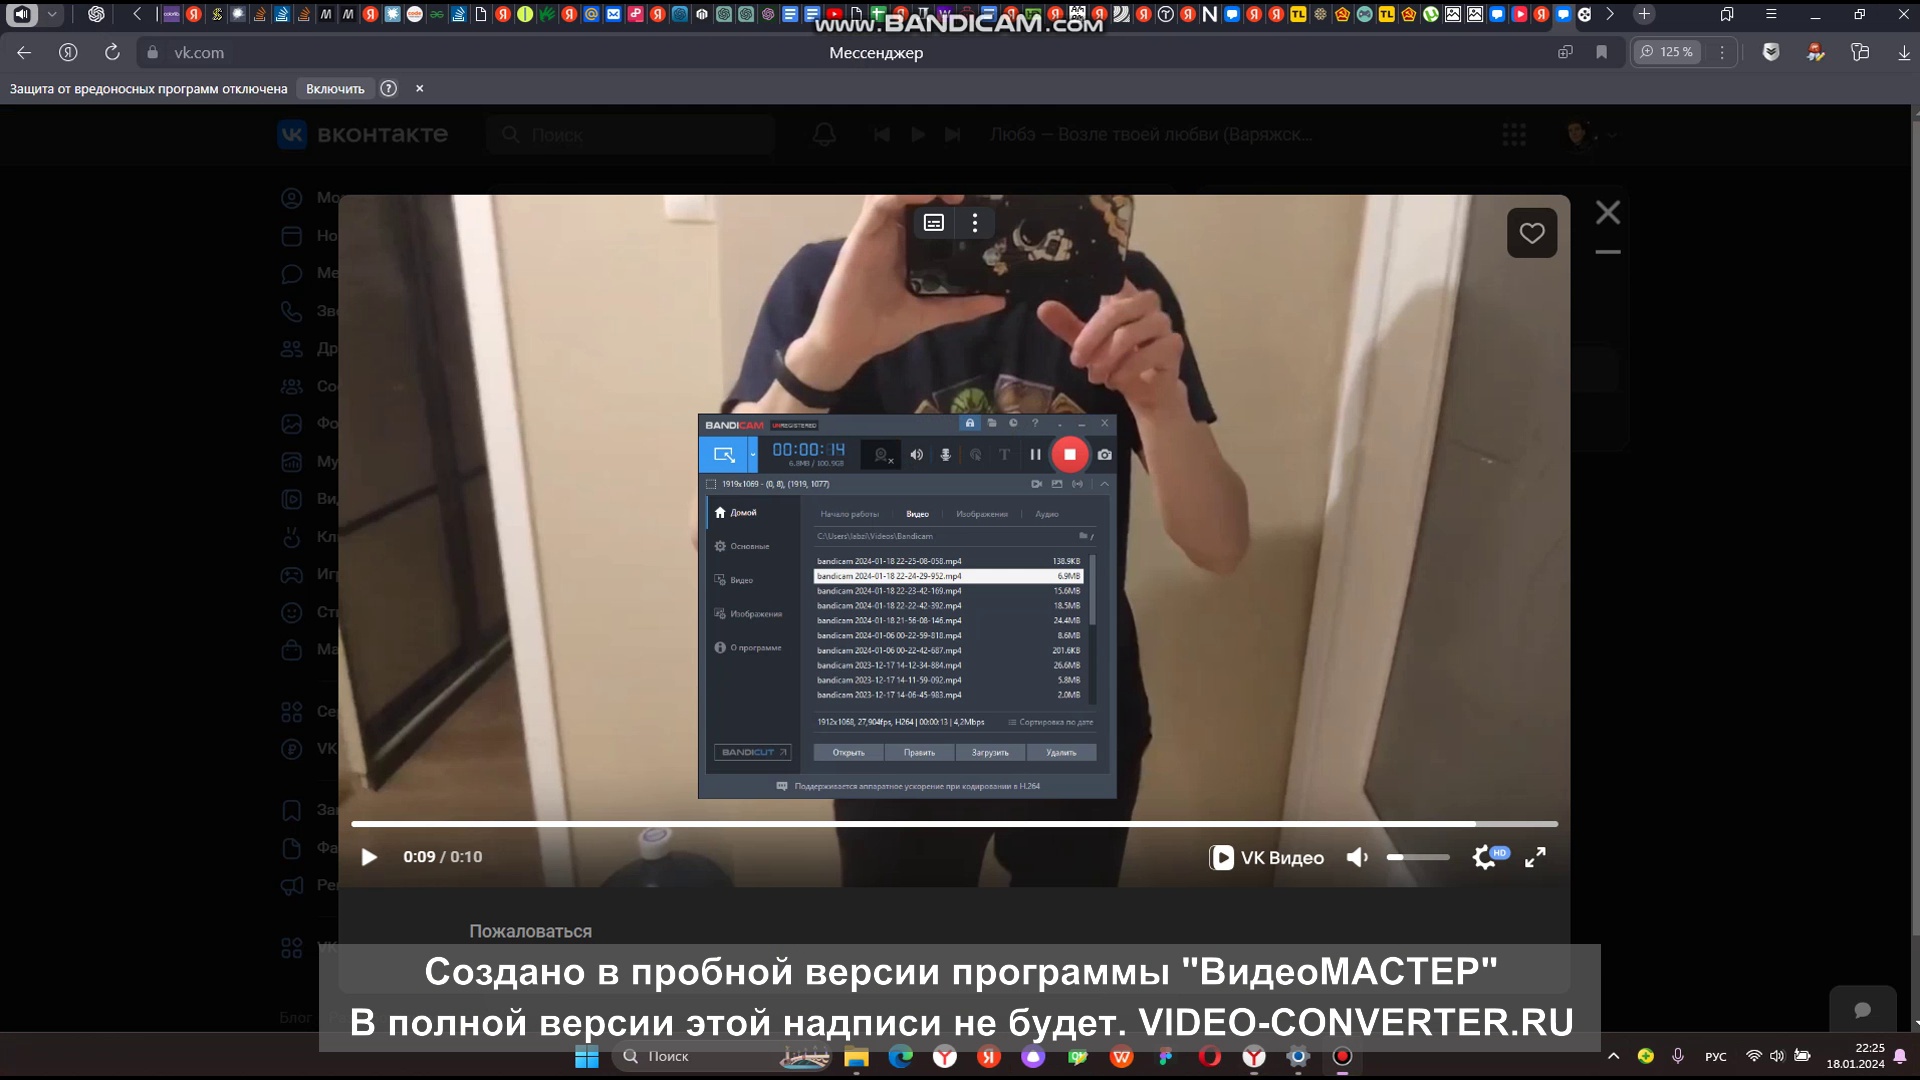 www.BANDICAM.com
vk.com
Мессенджер
125 %
Защита от вредоносных программ отключена
Включить
вконтакте
Поиск
Любэ — Возле твоей любви (Варяжск...
BANDICAM
UNREGISTERED
00:00:14
6,8MB / 100.9GB
1919x1069 - (0, 8), (1919, 1077)
Домой
Основные
Видео
Изображения
О программе
BANDICUT
Начало работы
Видео
Изображения
Аудио
C:\Users\labzi\Videos\Bandicam
bandicam 2024-01-18 22-25-08-058.mp4 138.9KB
bandicam 2024-01-18 22-24-29-952.mp4 6.9MB
bandicam 2024-01-18 22-23-42-169.mp4 15.6MB
bandicam 2024-01-18 22-22-42-392.mp4 18.5MB
bandicam 2024-01-18 21-56-08-146.mp4 24.4MB
bandicam 2024-01-06 00-22-59-818.mp4 8.6MB
bandicam 2024-01-06 00-22-42-687.mp4 201.6KB
bandicam 2023-12-17 14-12-34-884.mp4 26.6MB
bandicam 2023-12-17 14-11-59-092.mp4 5.8MB
bandicam 2023-12-17 14-06-45-983.mp4 2.0MB
1912x1068, 27,904fps, H264 | 00:00:13 | 4,2Mbps
Сортировка по дате
Открыть
Править
Загрузить
Удалить
Поддерживается аппаратное ускорение при кодировании в H.264
0:09 / 0:10
VK Видео
HD
Пожаловаться
Создано в пробной версии программы "ВидеоМАСТЕР"
В полной версии этой надписи не будет. VIDEO-CONVERTER.RU
Блог
Поиск
РУС
22:25
18.01.2024